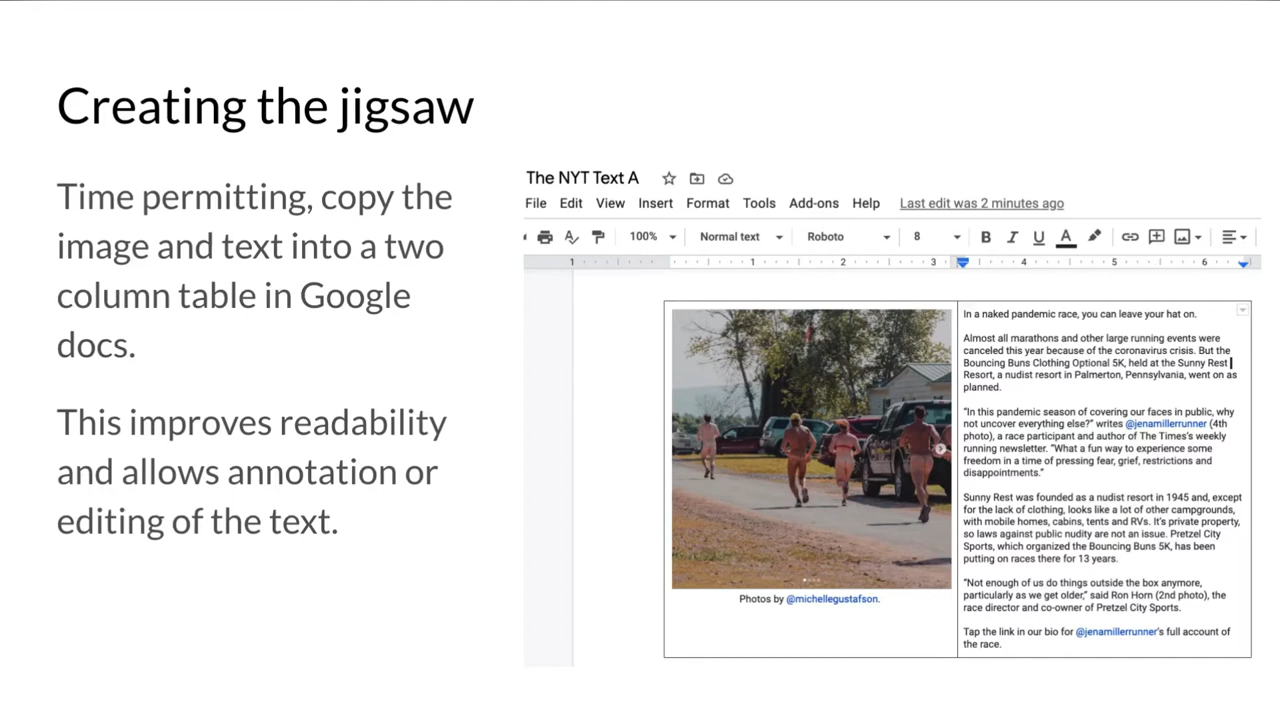 Creating the jigsaw
Time permitting, copy the
image and text into a two
column table in Google
docs.
This improves readability
and allows annotation or
editing of the text.
The NYT Text A
File Edit View Insert Format Tools Add-ons Help Last edit was 2 minutes ago
100% Normal text Roboto 8 B I U A
1 1 2 3 4 5 6
Photos by @michellegustafson.
In a naked pandemic race, you can leave your hat on.
Almost all marathons and other large running events were
canceled this year because of the coronavirus crisis. But the
Bouncing Buns Clothing Optional 5K, held at the Sunny Rest
Resort, a nudist resort in Palmerton, Pennsylvania, went on as
planned.
“In this pandemic season of covering our faces in public, why
not uncover everything else?” writes @jenamillerrunner (4th
photo), a race participant and author of The Times’s weekly
running newsletter. “What a fun way to experience some
freedom in a time of pressing fear, grief, restrictions and
disappointments.”
Sunny Rest was founded as a nudist resort in 1945 and, except
for the lack of clothing, looks like a lot of other campgrounds,
with mobile homes, cabins, tents and RVs. It’s private property,
so laws against public nudity are not an issue. Pretzel City
Sports, which organized the Bouncing Buns 5K, has been
putting on races there for 13 years.
“Not enough of us do things outside the box anymore,
particularly as we get older,” said Ron Horn (2nd photo), the
race director and co-owner of Pretzel City Sports.
Tap the link in our bio for @jenamillerrunner’s full account of
the race.